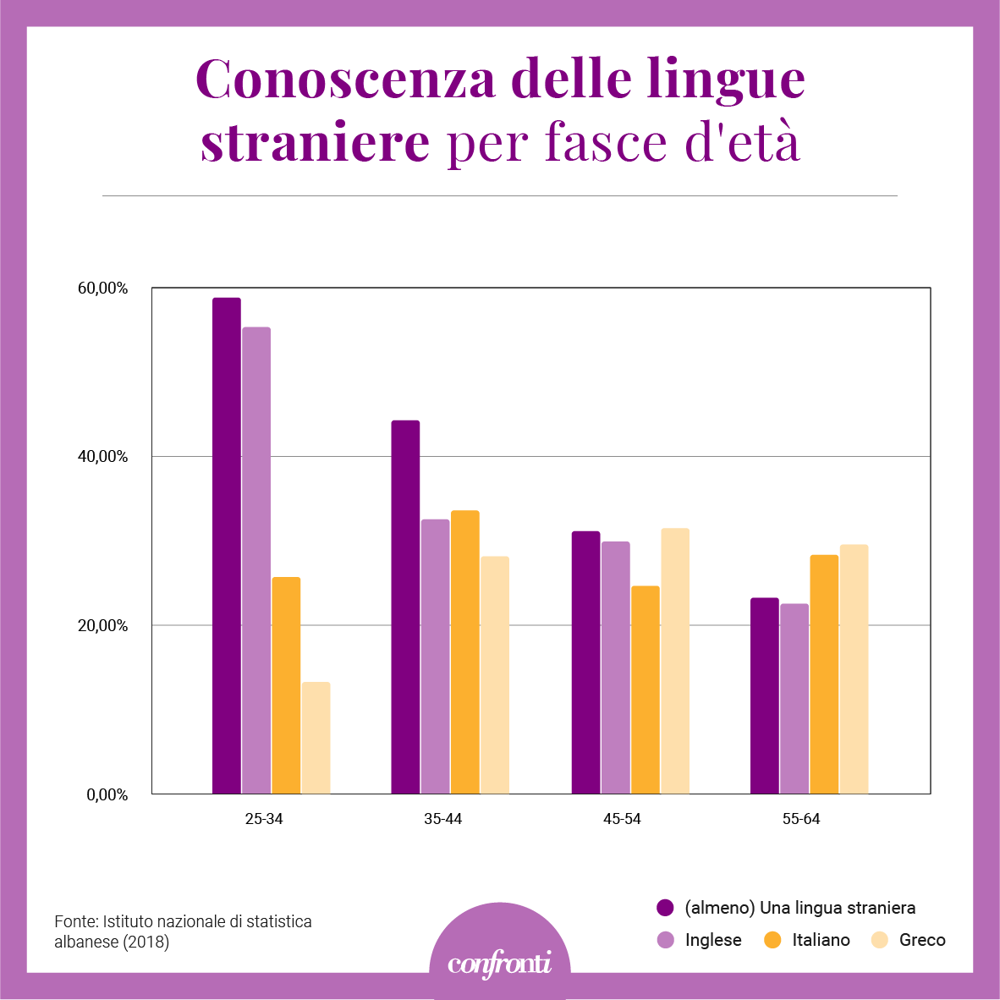 Conoscenza delle lingue
straniere per fasce d'età
60,00%
40,00%
20,00%
0,00%
25-34
35-44
45-54
55-64
Fonte: Istituto nazionale di statistica
albanese (2018)
(almeno) Una lingua straniera
Inglese
Italiano
Greco
confronti